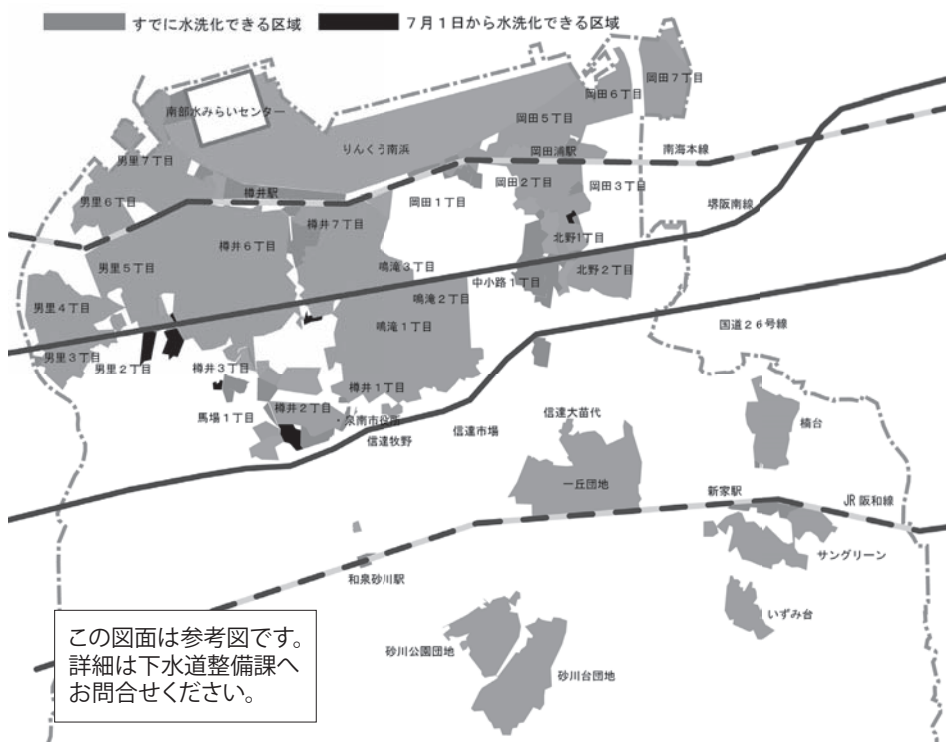 すでに水洗化できる区域
７月１日から水洗化できる区域
岡田７丁目
岡田６丁目
南部水みらいセンター
岡田５丁目
りんくう南浜
岡田浦駅
南海本線
男里７丁目
岡田２丁目
岡田３丁目
樽井駅
男里６丁目
岡田１丁目
堺阪南線
樽井７丁目
樽井６丁目
北野1丁目
男里５丁目
鳴滝３丁目
北野２丁目
中小路１丁目
鳴滝２丁目
男里４丁目
鳴滝１丁目
国道２６号線
男里３丁目
男里２丁目
樽井３丁目
樽井１丁目
樽井２丁目
馬場１丁目
・泉南市役所
信達牧野
信達市場
信達大苗代
楠台
一丘団地
新家駅
JR 阪和線
サングリーン
和泉砂川駅
いずみ台
砂川公園団地
砂川台団地
この図面は参考図です。
詳細は下水道整備課へ
お問合せください。